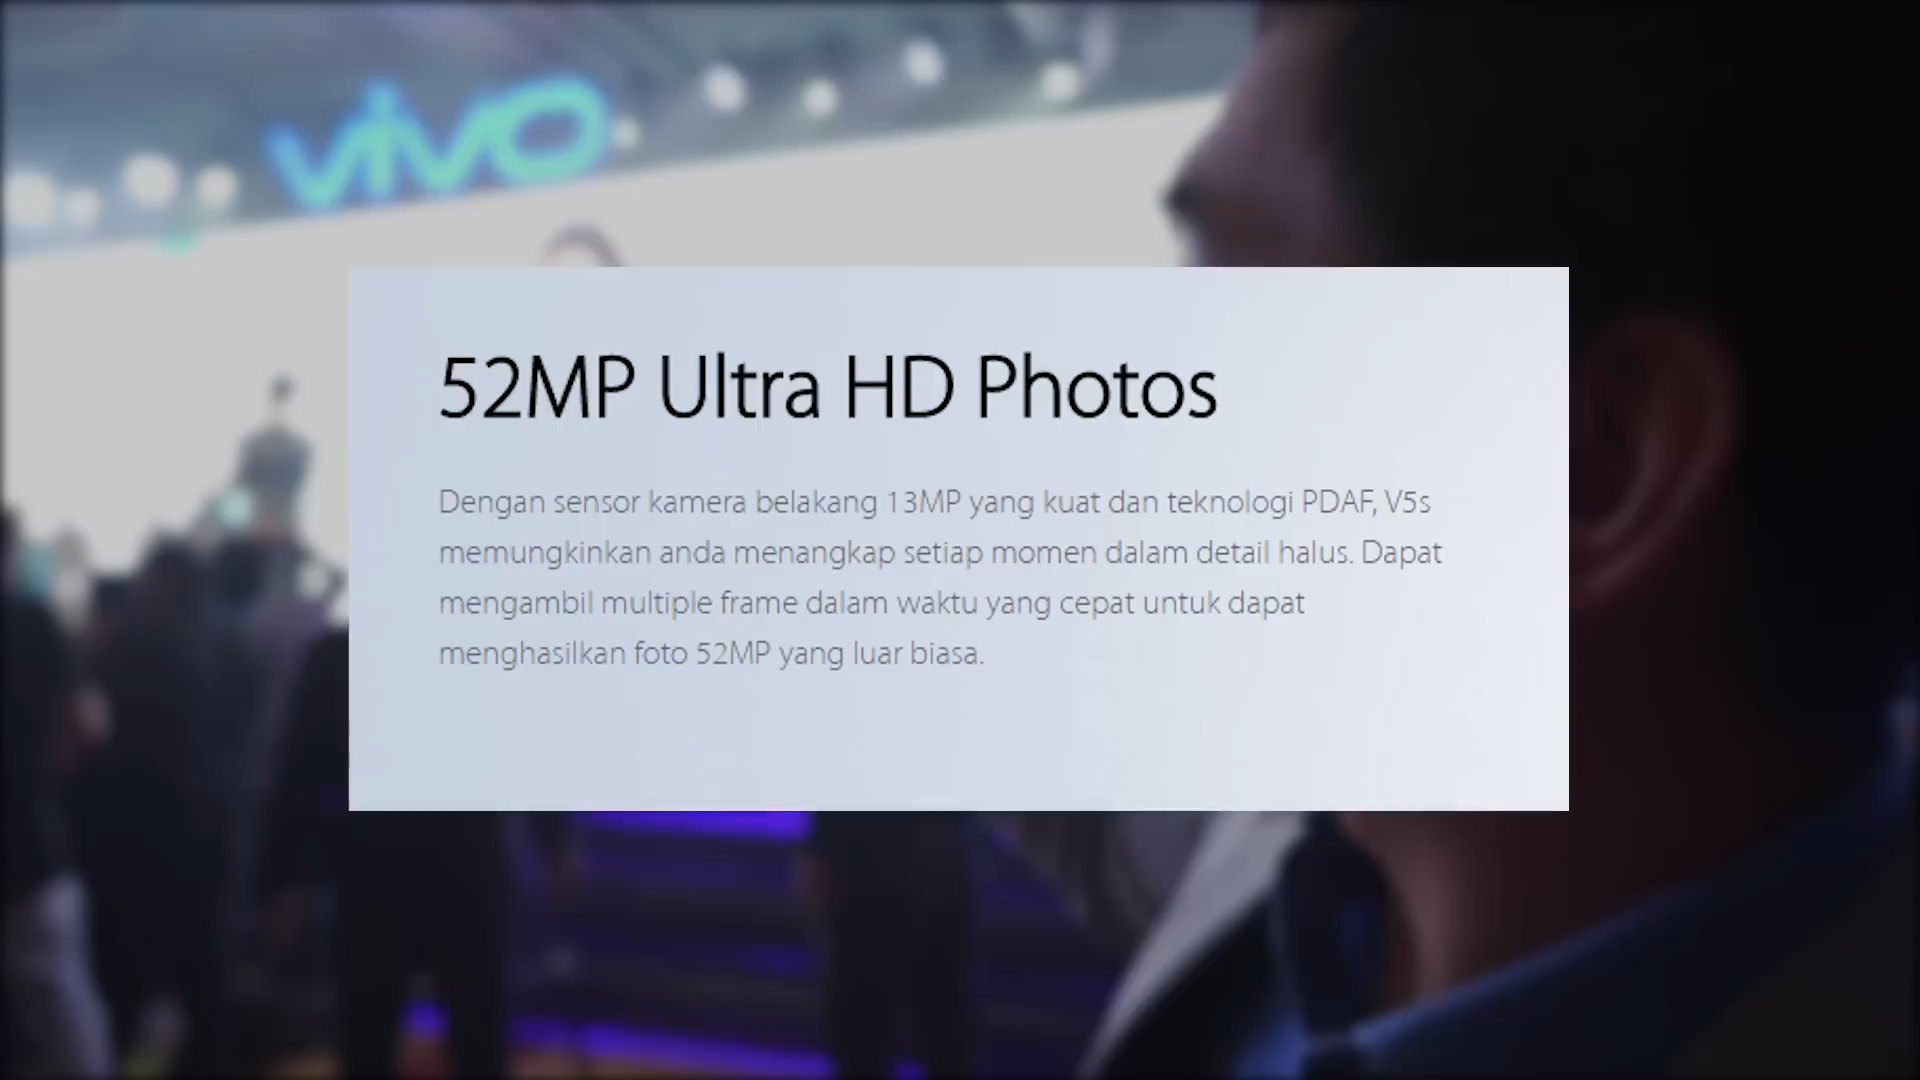 vivo
52MP Ultra HD Photos
Dengan sensor kamera belakang 13MP yang kuat dan teknologi PDAF, V5s
memungkinkan anda menangkap setiap momen dalam detail halus. Dapat
mengambil multiple frame dalam waktu yang cepat untuk dapat
menghasilkan foto 52MP yang luar biasa.